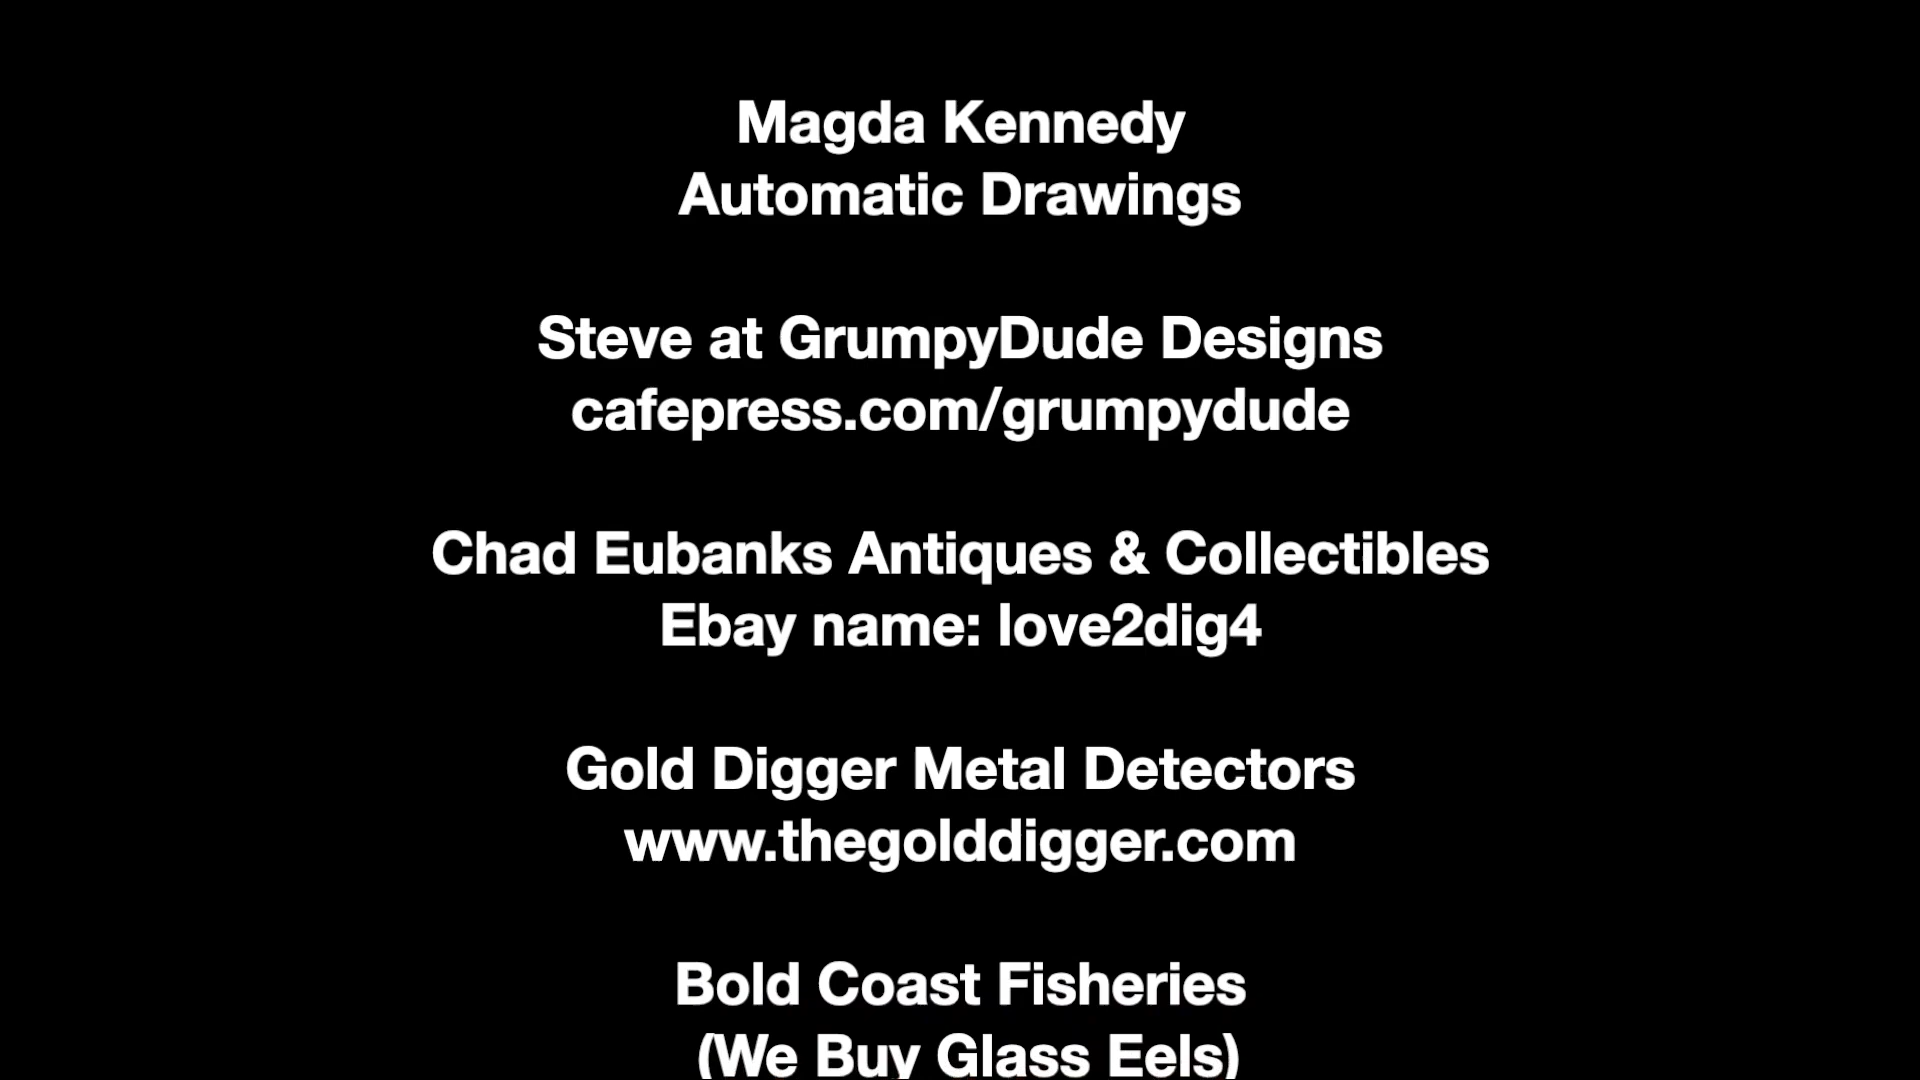 Magda Kennedy
Automatic Drawings
Steve at GrumpyDude Designs
cafepress.com/grumpydude
Chad Eubanks Antiques & Collectibles
Ebay name: love2dig4
Gold Digger Metal Detectors
www.thegolddigger.com
Bold Coast Fisheries
(We Buy Glass Eels)